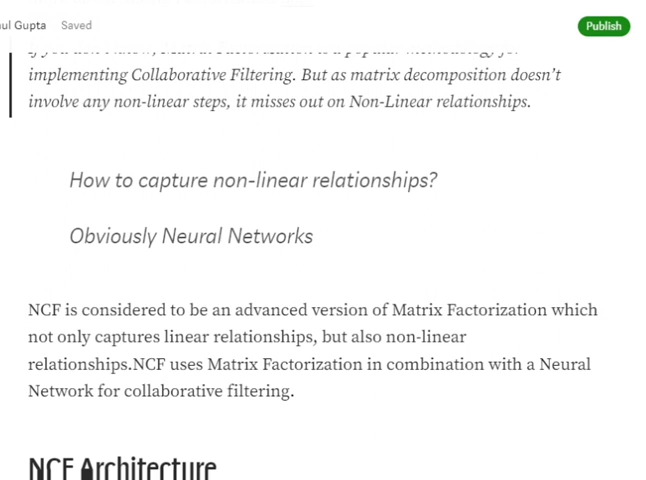 ul Gupta Saved
Publish
implementing Collaborative Filtering. But as matrix decomposition doesn't
involve any non-linear steps, it misses out on Non-Linear relationships.
How to capture non-linear relationships?
Obviously Neural Networks
NCF is considered to be an advanced version of Matrix Factorization which
not only captures linear relationships, but also non-linear
relationships.NCF uses Matrix Factorization in combination with a Neural
Network for collaborative filtering.
NCF Architecture